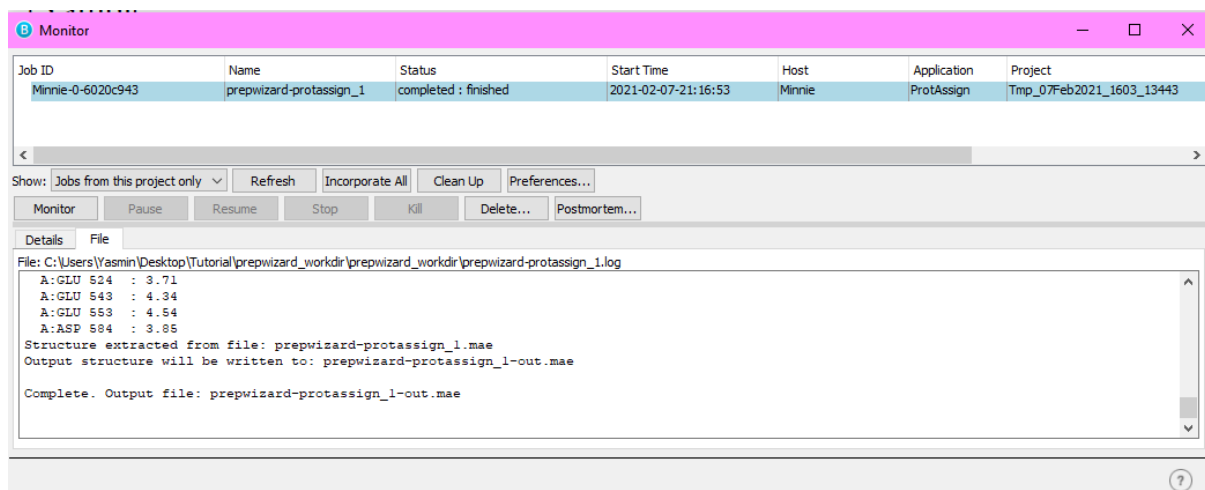 Monitor
Job ID Name Status Start Time Host Application Project
Minnie-0-6020c943 prepwizard-protassign_1 completed : finished 2021-02-07-21:16:53 Minnie ProtAssign Tmp_07Feb2021_1603_13443
Show: Jobs from this project only Refresh Incorporate All Clean Up Preferences...
Monitor Pause Resume Stop Kill Delete... Postmortem...
Details File
File: C:\Users\Yasmin\Desktop\Tutorial\prepwizard_workdir\prepwizard_workdir\prepwizard-protassign_1.log
A:GLU 524 : 3.71
A:GLU 543 : 4.34
A:GLU 553 : 4.54
A:ASP 584 : 3.85
Structure extracted from file: prepwizard-protassign_1.mae
Output structure will be written to: prepwizard-protassign_1-out.mae
Complete. Output file: prepwizard-protassign_1-out.mae